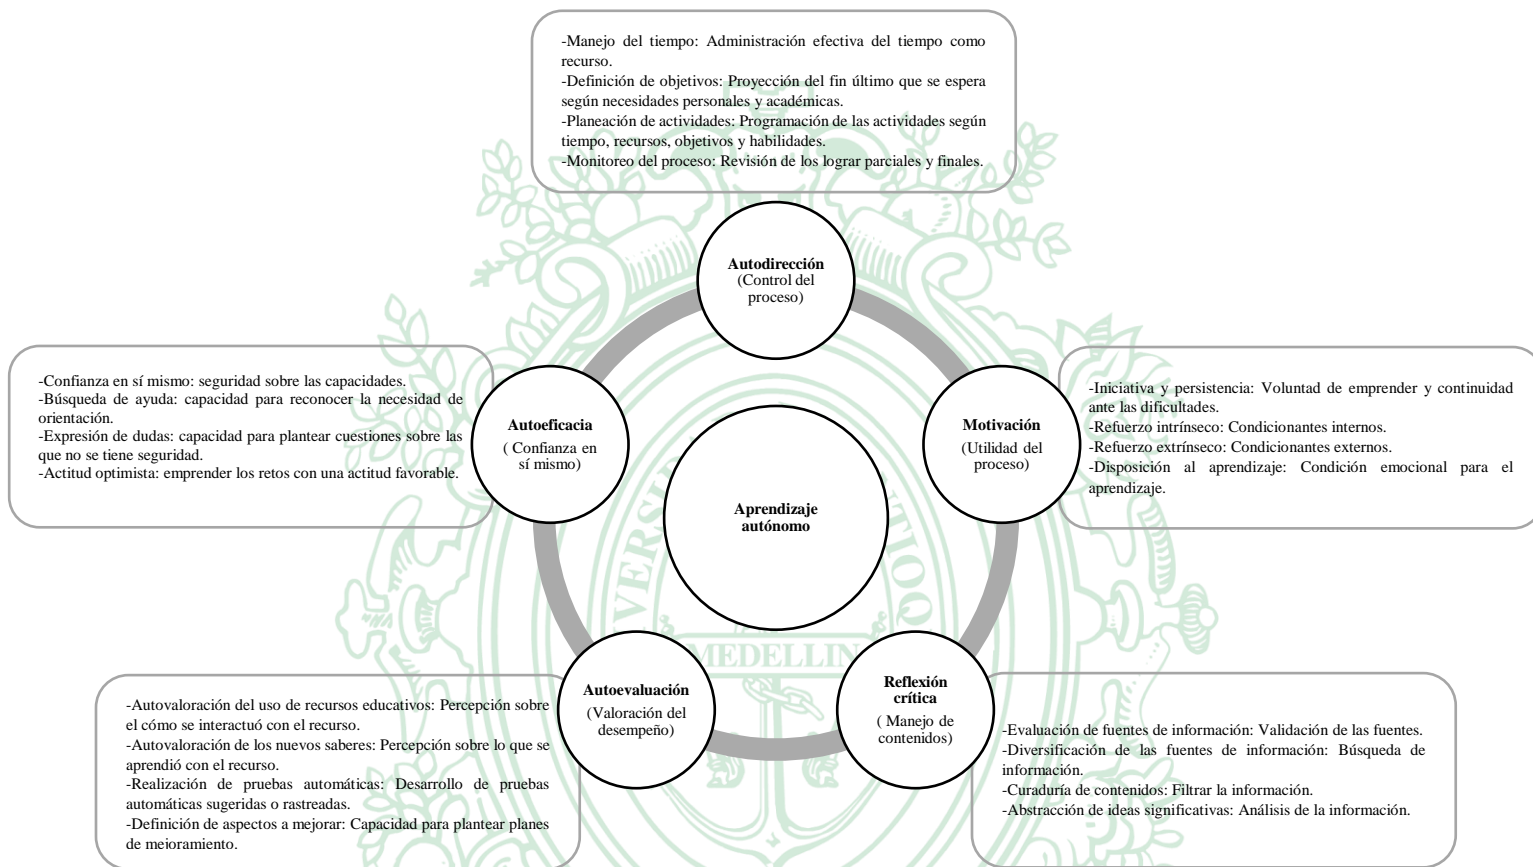 -Manejo del tiempo: Administración efectiva del tiempo como
recurso.
-Definición de objetivos: Proyección del fin último que se espera
según necesidades personales y académicas.
-Planeación de actividades: Programación de las actividades según
tiempo, recursos, objetivos y habilidades.
-Monitoreo del proceso: Revisión de los lograr parciales y finales.
Autodirección
(Control del
proceso)
-Confianza en sí mismo: seguridad sobre las capacidades.
-Búsqueda de ayuda: capacidad para reconocer la necesidad de
orientación.
-Expresión de dudas: capacidad para plantear cuestiones sobre las
que no se tiene seguridad.
-Actitud optimista: emprender los retos con una actitud favorable.
Autoeficacia
( Confianza en
sí mismo)
Motivación
(Utilidad del
proceso)
-Iniciativa y persistencia: Voluntad de emprender y continuidad
ante las dificultades.
-Refuerzo intrínseco: Condicionantes internos.
-Refuerzo extrínseco: Condicionantes externos.
-Disposición al aprendizaje: Condición emocional para el
aprendizaje.
Aprendizaje
autónomo
VERSI
NTIOQ
MEDELLIN
-Autovaloración del uso de recursos educativos: Percepción sobre
el cómo se interactuó con el recurso.
-Autovaloración de los nuevos saberes: Percepción sobre lo que se
aprendió con el recurso.
-Realización de pruebas automáticas: Desarrollo de pruebas
automáticas sugeridas o rastreadas.
-Definición de aspectos a mejorar: Capacidad para plantear planes
de mejoramiento.
Autoevaluación
(Valoración del
desempeño)
Reflexión
crítica
( Manejo de
contenidos)
-Evaluación de fuentes de información: Validación de las fuentes.
-Diversificación de las fuentes de información: Búsqueda de
información.
-Curaduría de contenidos: Filtrar la información.
-Abstracción de ideas significativas: Análisis de la información.